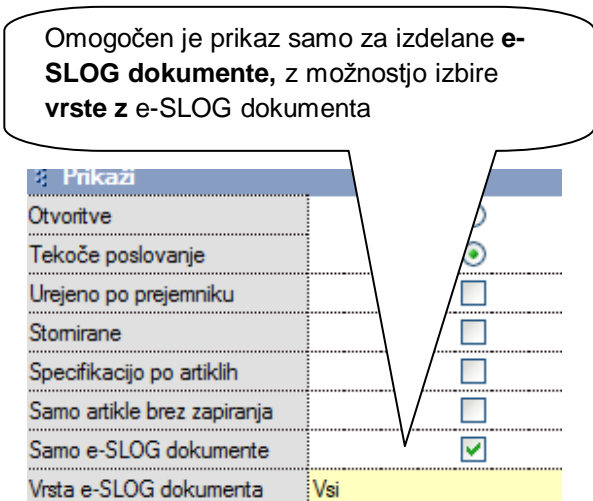 Omogočen je prikaz samo za izdelane e-
SLOG dokumente, z možnostjo izbire
vrste z e-SLOG dokumenta
Prikaži
Otvoritve
Tekoče poslovanje
Urejeno po prejemniku
Stornirane
Specifikacijo po artiklih
Samo artikle brez zapiranja
Samo e-SLOG dokumente
Vrsta e-SLOG dokumenta Vsi